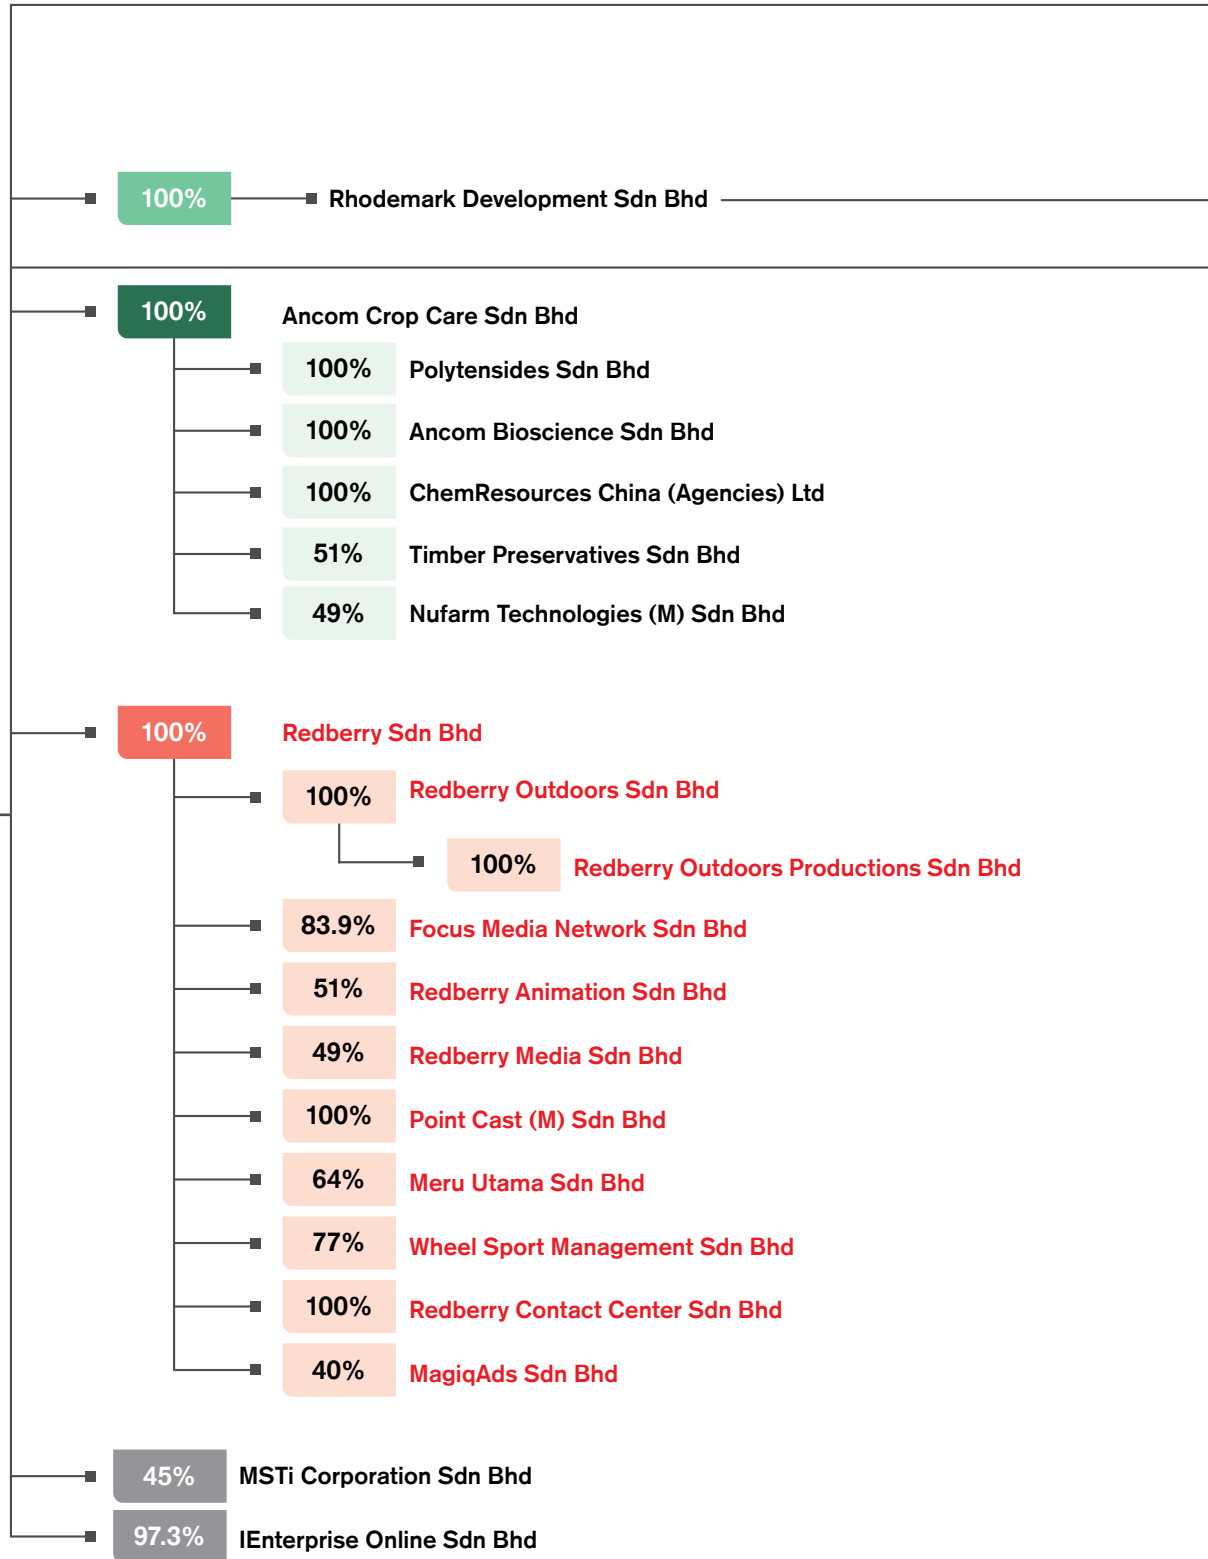 100% Rhodemark Development Sdn Bhd
100% Ancom Crop Care Sdn Bhd
100% Polytensides Sdn Bhd
100% Ancom Bioscience Sdn Bhd
100% ChemResources China (Agencies) Ltd
51% Timber Preservatives Sdn Bhd
49% Nufarm Technologies (M) Sdn Bhd
100% Redberry Sdn Bhd
100% Redberry Outdoors Sdn Bhd
100% Redberry Outdoors Productions Sdn Bhd
83.9% Focus Media Network Sdn Bhd
51% Redberry Animation Sdn Bhd
49% Redberry Media Sdn Bhd
100% Point Cast (M) Sdn Bhd
64% Meru Utama Sdn Bhd
77% Wheel Sport Management Sdn Bhd
100% Redberry Contact Center Sdn Bhd
40% MagiqAds Sdn Bhd
45% MSTi Corporation Sdn Bhd
97.3% IEnterprise Online Sdn Bhd